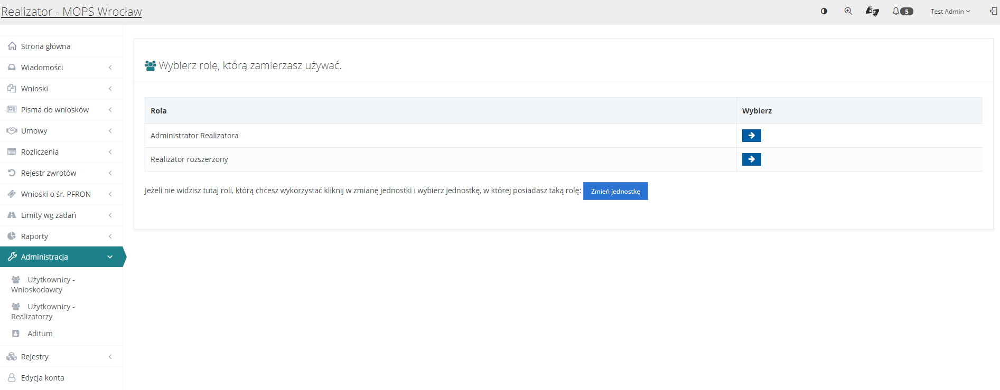 Realizator - MOPS Wrocław
5
Test Admin
Strona główna
Wiadomości
Wnioski
Pisma do wniosków
Umowy
Rozliczenia
Rejestr zwrotów
Wnioski o śr. PFRON
Limity wg zadań
Raporty
Administracja
Użytkownicy -
Wnioskodawcy
Użytkownicy -
Realizatorzy
Aditum
Rejestry
Edycja konta
Wybierz rolę, którą zamierzasz używać.
Rola Wybierz
Administrator Realizatora
Realizator rozszerzony
Jeżeli nie widzisz tutaj roli, którą chcesz wykorzystać kliknij w zmianę jednostki i wybierz jednostkę, w której posiadasz taką rolę: Zmień jednostkę